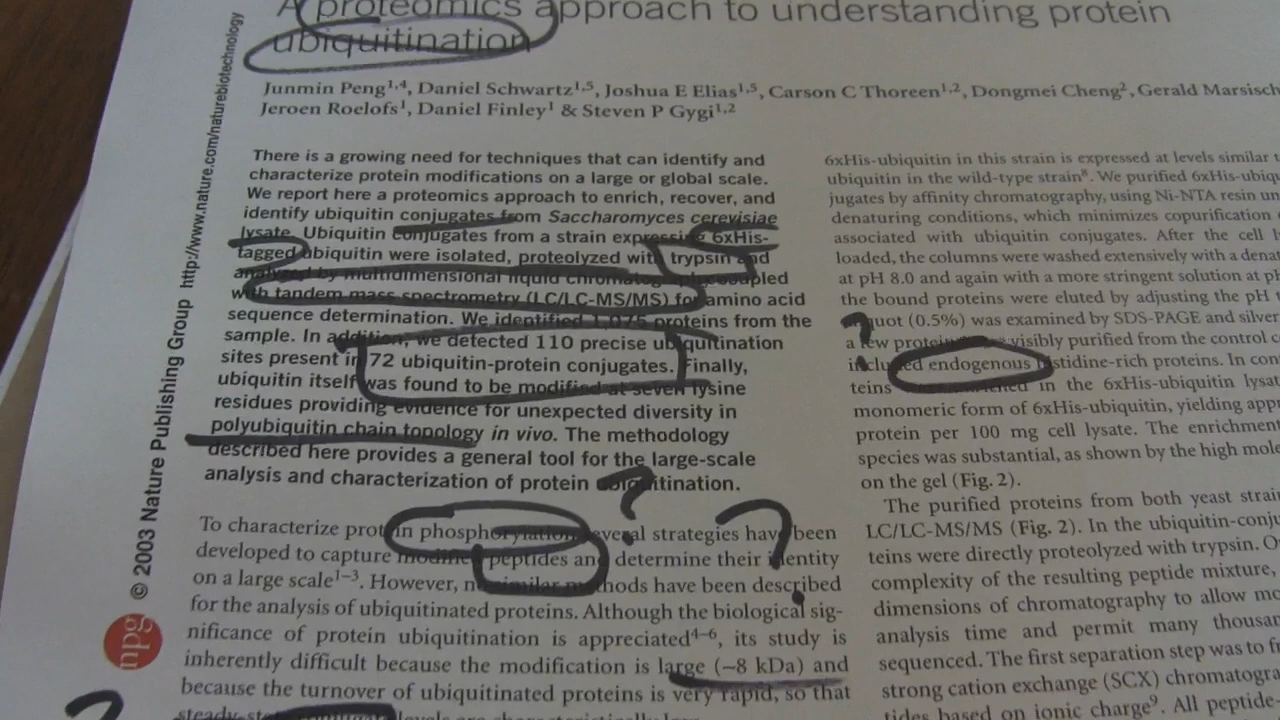 A proteomics approach to understanding protein
ubiquitination
Junmin Peng1,4, Daniel Schwartz1,5, Joshua E Elias1,5, Carson C Thoreen1,2, Dongmei Cheng2, Gerald Marsisch
Jeroen Roelofs1, Daniel Finley1 & Steven P Gygi1,2
There is a growing need for techniques that can identify and
characterize protein modifications on a large or global scale.
We report here a proteomics approach to enrich, recover, and
identify ubiquitin conjugates from Saccharomyces cerevisiae
lysate. Ubiquitin conjugates from a strain expressing 6xHis-
tagged ubiquitin were isolated, proteolyzed with trypsin and
analyzed by multidimensional liquid chromatography coupled
with tandem mass spectrometry (LC/LC-MS/MS) for amino acid
sequence determination. We identified 1,075 proteins from the
sample. In addition, we detected 110 precise ubiquitination
sites present in 72 ubiquitin-protein conjugates. Finally,
ubiquitin itself was found to be modified at seven lysine
residues providing evidence for unexpected diversity in
polyubiquitin chain topology in vivo. The methodology
described here provides a general tool for the large-scale
analysis and characterization of protein ubiquitination.
To characterize protein phosphorylation several strategies have been
developed to capture modified peptides and determine their identity
on a large scale1–3. However, no similar methods have been described
for the analysis of ubiquitinated proteins. Although the biological sig-
nificance of protein ubiquitination is appreciated4–6, its study is
inherently difficult because the modification is large (~8 kDa) and
because the turnover of ubiquitinated proteins is very rapid, so that
levels are
6xHis-ubiquitin in this strain is expressed at levels similar t
ubiquitin in the wild-type strain8. We purified 6xHis-ubiqu
jugates by affinity chromatography, using Ni-NTA resin un
denaturing conditions, which minimizes copurification
associated with ubiquitin conjugates. After the cell l
loaded, the columns were washed extensively with a denat
at pH 8.0 and again with a more stringent solution at pH
the bound proteins were eluted by adjusting the pH
quot (0.5%) was examined by SDS-PAGE and silver
a few proteins visibly purified from the control c
included endogenous histidine-rich proteins. In con
teins in the 6xHis-ubiquitin lysat
monomeric form of 6xHis-ubiquitin, yielding appr
protein per 100 mg cell lysate. The enrichment
species was substantial, as shown by the high mole
on the gel (Fig. 2).
The purified proteins from both yeast strain
LC/LC-MS/MS (Fig. 2). In the ubiquitin-conju
teins were directly proteolyzed with trypsin. O
complexity of the resulting peptide mixture,
dimensions of chromatography to allow mo
analysis time and permit many thousan
sequenced. The first separation step was to fr
strong cation exchange (SCX) chromatogra
tides based on ionic charge9. All peptide-
© 2003 Nature Publishing Group http://www.nature.com/naturebiotechnology
npg
?
?
?
?